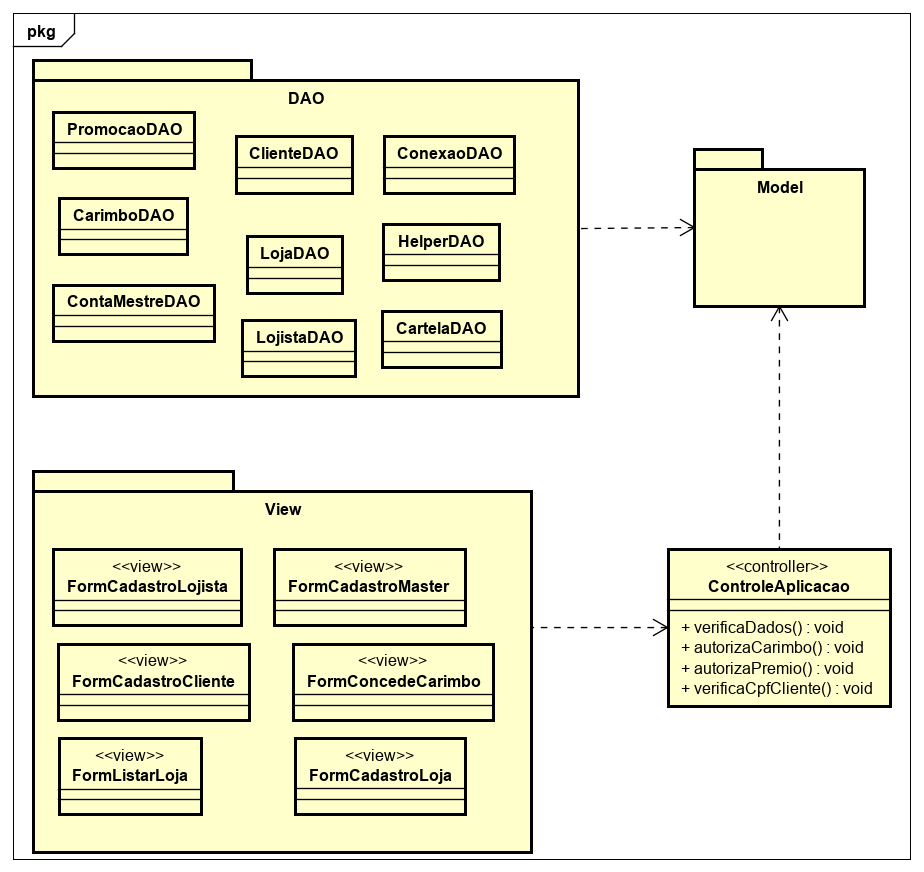 pkg
DAO
PromocaoDAO
ClienteDAO
ConexaoDAO
CarimboDAO
LojaDAO
HelperDAO
ContaMestreDAO
LojistaDAO
CartelaDAO
Model
View
<<view>>
FormCadastroLojista
<<view>>
FormCadastroMaster
<<view>>
FormCadastroCliente
<<view>>
FormConcedeCarimbo
<<view>>
FormListarLoja
<<view>>
FormCadastroLoja
<<controller>>
ControleAplicacao
+ verificaDados() : void
+ autorizaCarimbo() : void
+ autorizaPremio() : void
+ verificaCpfCliente() : void